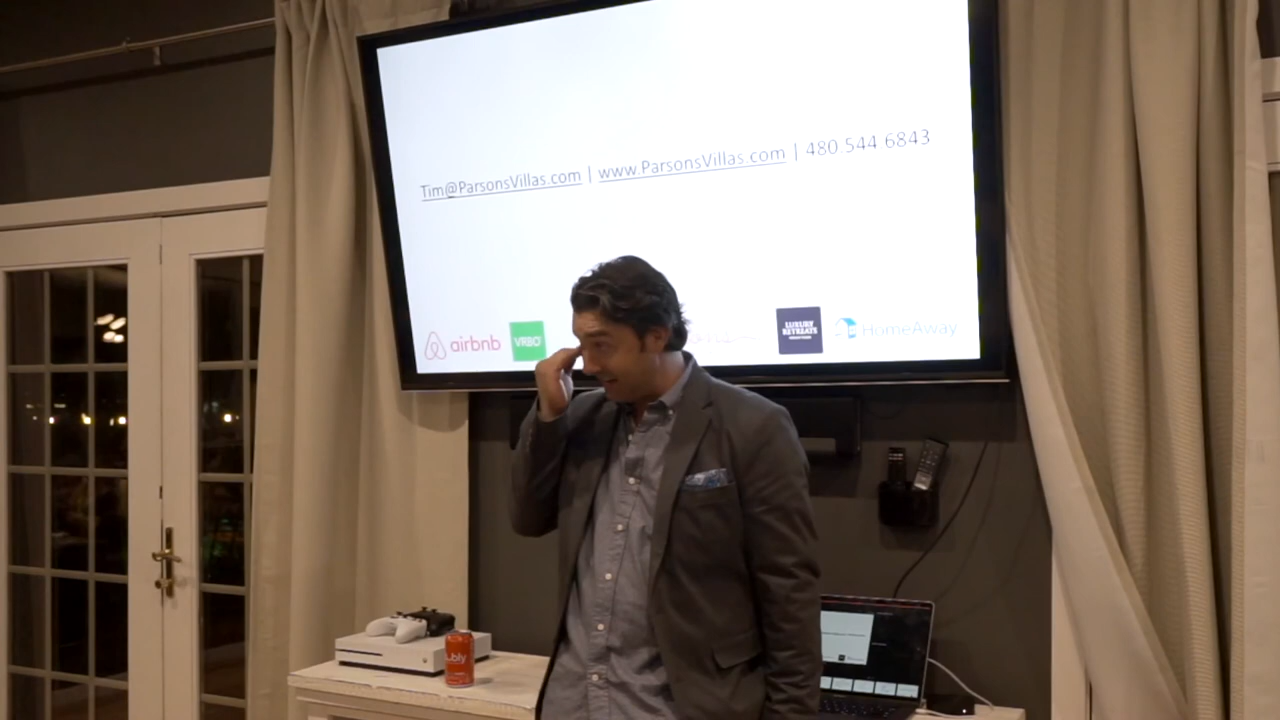 Tim@ParsonsVillas.com | www.ParsonsVillas.com | 480.544.6843
airbnb
VRBO
LUXURY
RETREATS
HomeAway
bubly